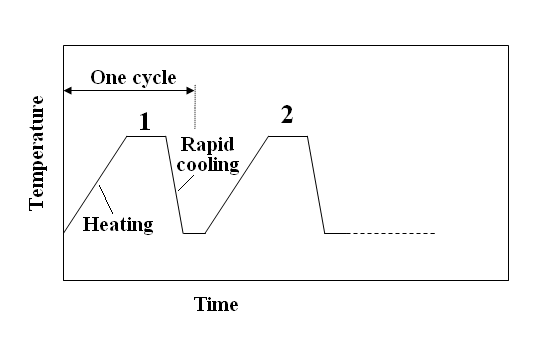 One cycle
1
2
Rapid
cooling
Heating
Temperature
Time